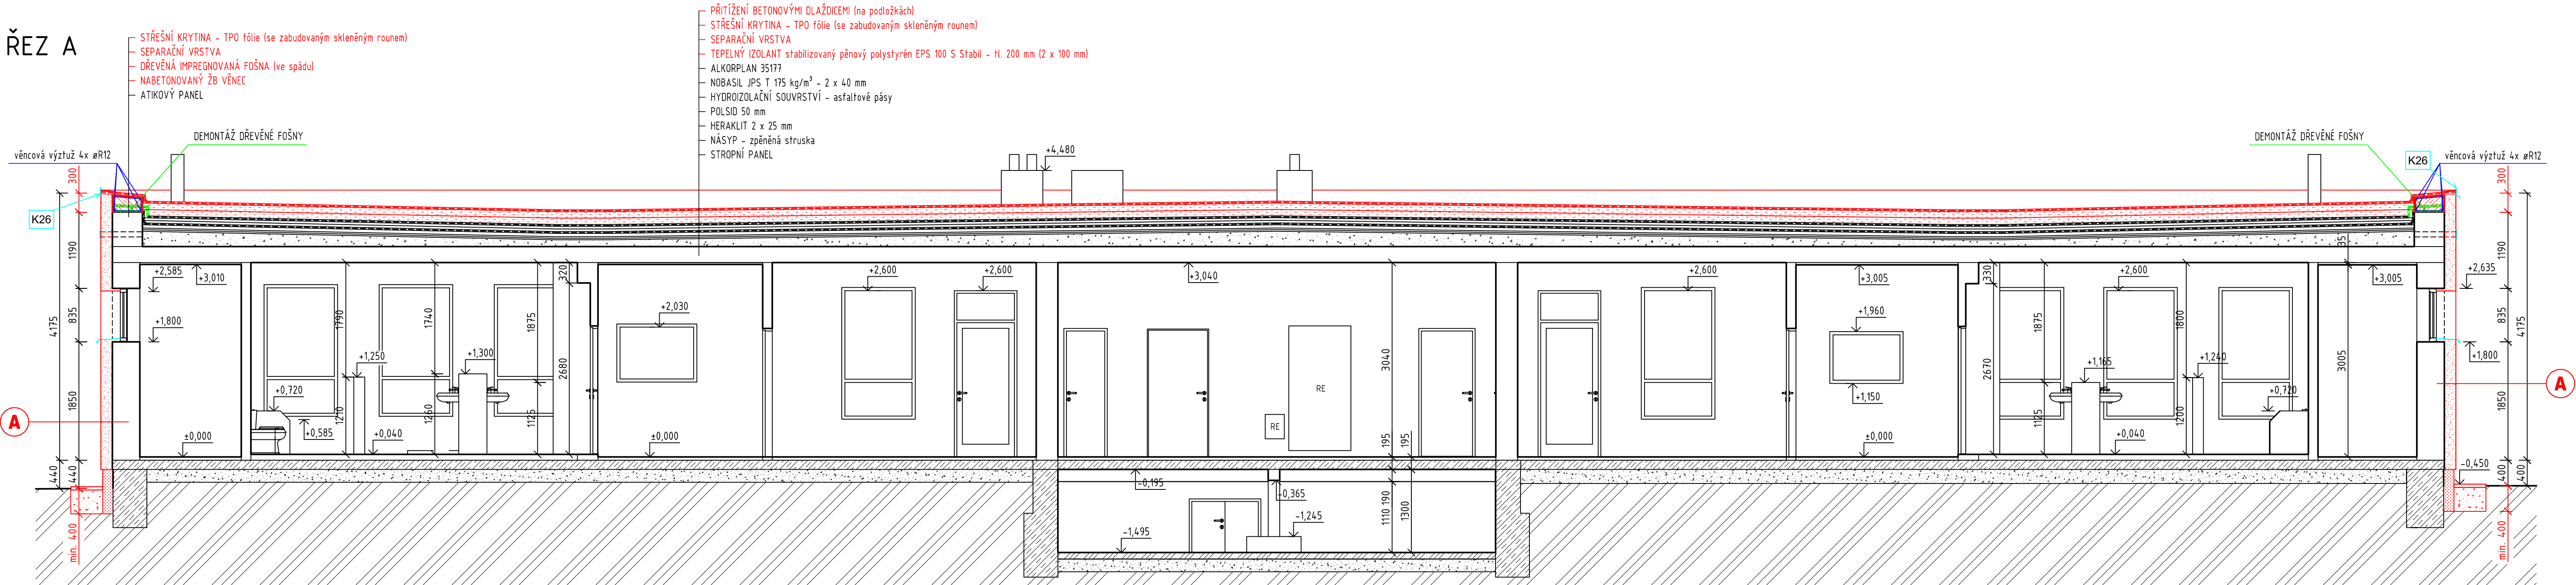 ŘEZ A
STŘEŠNÍ KRYTINA - TPO fólie (se zabudovaným skleněným rounem)
SEPARAČNÍ VRSTVA
DŘEVĚNÁ IMPREGNOVANÁ FOŠNA (ve spádu)
NABETONOVANÝ ŽB VĚNEC
ATIKOVÝ PANEL
PŘITÍŽENÍ BETONOVÝMI DLAŽDICEMI (na podložkách)
STŘEŠNÍ KRYTINA - TPO fólie (se zabudovaným skleněným rounem)
SEPARAČNÍ VRSTVA
TEPELNÝ IZOLANT stabilizovaný pěnový polystyrén EPS 100 S Stabil - tl. 200 mm (2 x 100 mm)
ALKORPLAN 35177
NOBASIL JPS T 175 kg/m³ - 2 x 40 mm
HYDROIZOLAČNÍ SOUVRSTVÍ - asfaltové pásy
POLSID 50 mm
HERAKLIT 2 x 25 mm
NÁSYP - zpěněná struska
STROPNÍ PANEL
DEMONTÁŽ DŘEVĚNÉ FOŠNY
DEMONTÁŽ DŘEVĚNÉ FOŠNY
věncová výztuž 4x øR12
věncová výztuž 4x øR12
K26
K26
+4,480
300
300
4175
1190
835
1850
440
440
min. 400
+2,585
+3,010
+1,800
±0,000
+0,720
+0,585
+0,040
1790
1210
+1,250
1740
1260
+1,300
1875
1125
320
2680
+2,030
±0,000
+2,600
+2,600
+3,040
3040
RE
RE
195
195
-0,195
-0,365
-1,245
-1,495
1110
190
1300
+2,600
+3,005
+1,960
+1,150
±0,000
330
2670
1875
1125
+2,600
+1,165
+0,040
1800
1200
+1,240
+0,720
3005
+3,005
+2,635
+1,800
-0,450
1190
835
1850
4175
400
400
min. 400
A
A